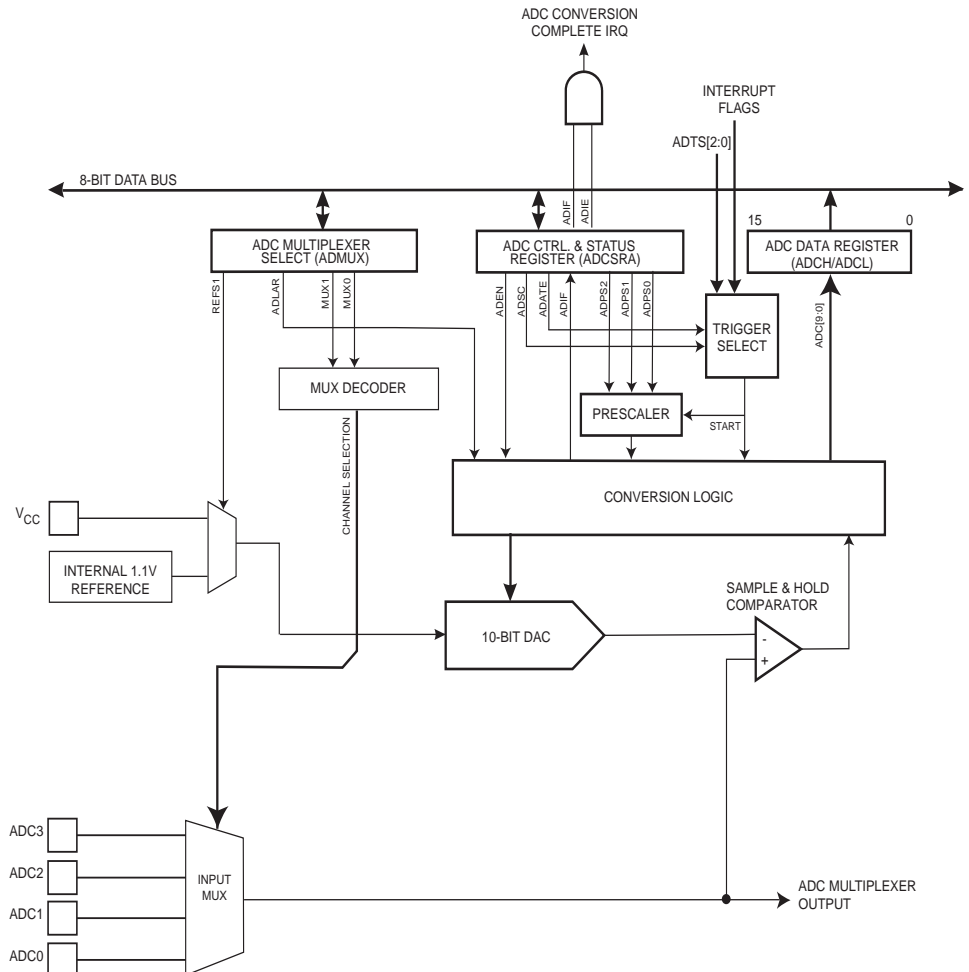 ADC CONVERSION
COMPLETE IRQ
INTERRUPT
FLAGS
ADTS[2:0]
8-BIT DATA BUS
ADIF
ADIE
15
0
ADC MULTIPLEXER
SELECT (ADMUX)
ADC CTRL. & STATUS
REGISTER (ADCSRA)
ADC DATA REGISTER
(ADCH/ADCL)
REFS1
ADLAR
MUX1
MUX0
ADEN
ADSC
ADATE
ADIF
ADPS2
ADPS1
ADPS0
ADC[9:0]
TRIGGER
SELECT
MUX DECODER
PRESCALER
START
CHANNEL SELECTION
CONVERSION LOGIC
VCC
INTERNAL 1.1V
REFERENCE
SAMPLE & HOLD
COMPARATOR
10-BIT DAC
-
+
ADC3
ADC2
ADC1
ADC0
INPUT
MUX
ADC MULTIPLEXER
OUTPUT